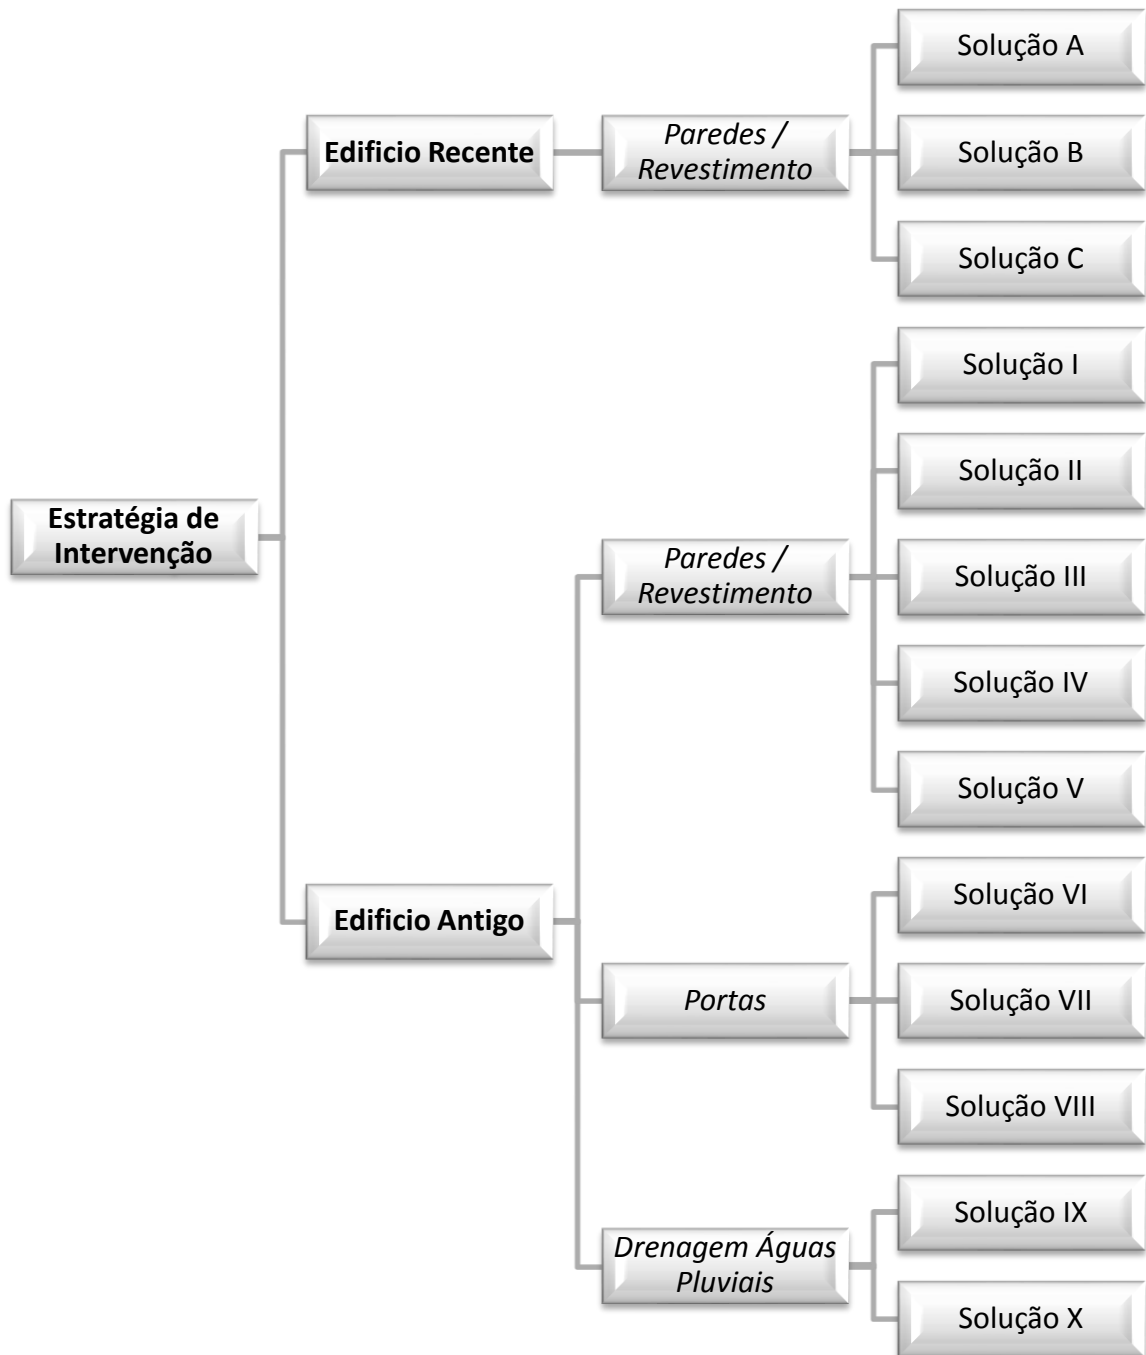 Solução A
Edificio Recente
Paredes /
Revestimento
Solução B
Solução C
Solução I
Solução II
Estratégia de
Intervenção
Paredes /
Revestimento
Solução III
Solução IV
Solução V
Edificio Antigo
Solução VI
Portas
Solução VII
Solução VIII
Drenagem Águas
Pluviais
Solução IX
Solução X